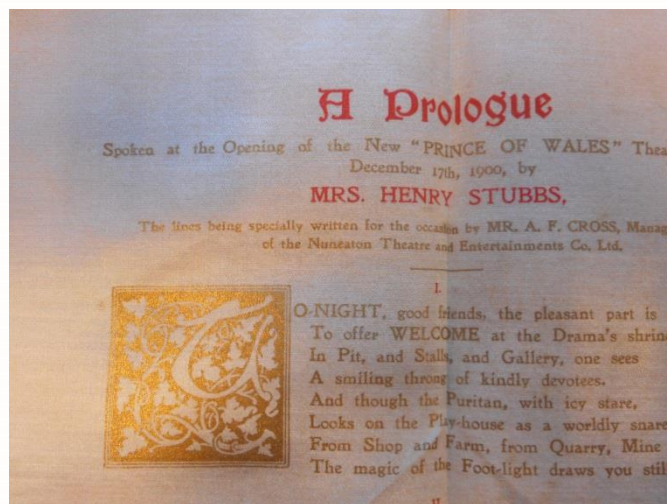 A Prologue
Spoken at the Opening of the New "PRINCE OF WALES" Thea
December 17th, 1900, by
MRS. HENRY STUBBS,
The lines being specially written for the occasion by MR. A. F. CROSS, Manag
of the Nuneaton Theatre and Entertainments Co. Ltd.
I.
TO-NIGHT, good friends, the pleasant part is
To offer WELCOME at the Drama's shrin
In Pit, and Stalls, and Gallery, one sees
A smiling throng of kindly devotees.
And though the Puritan, with icy stare,
Looks on the Play-house as a worldly snare
From Shop and Farm, from Quarry, Mine
The magic of the Foot-light draws you stil
II.